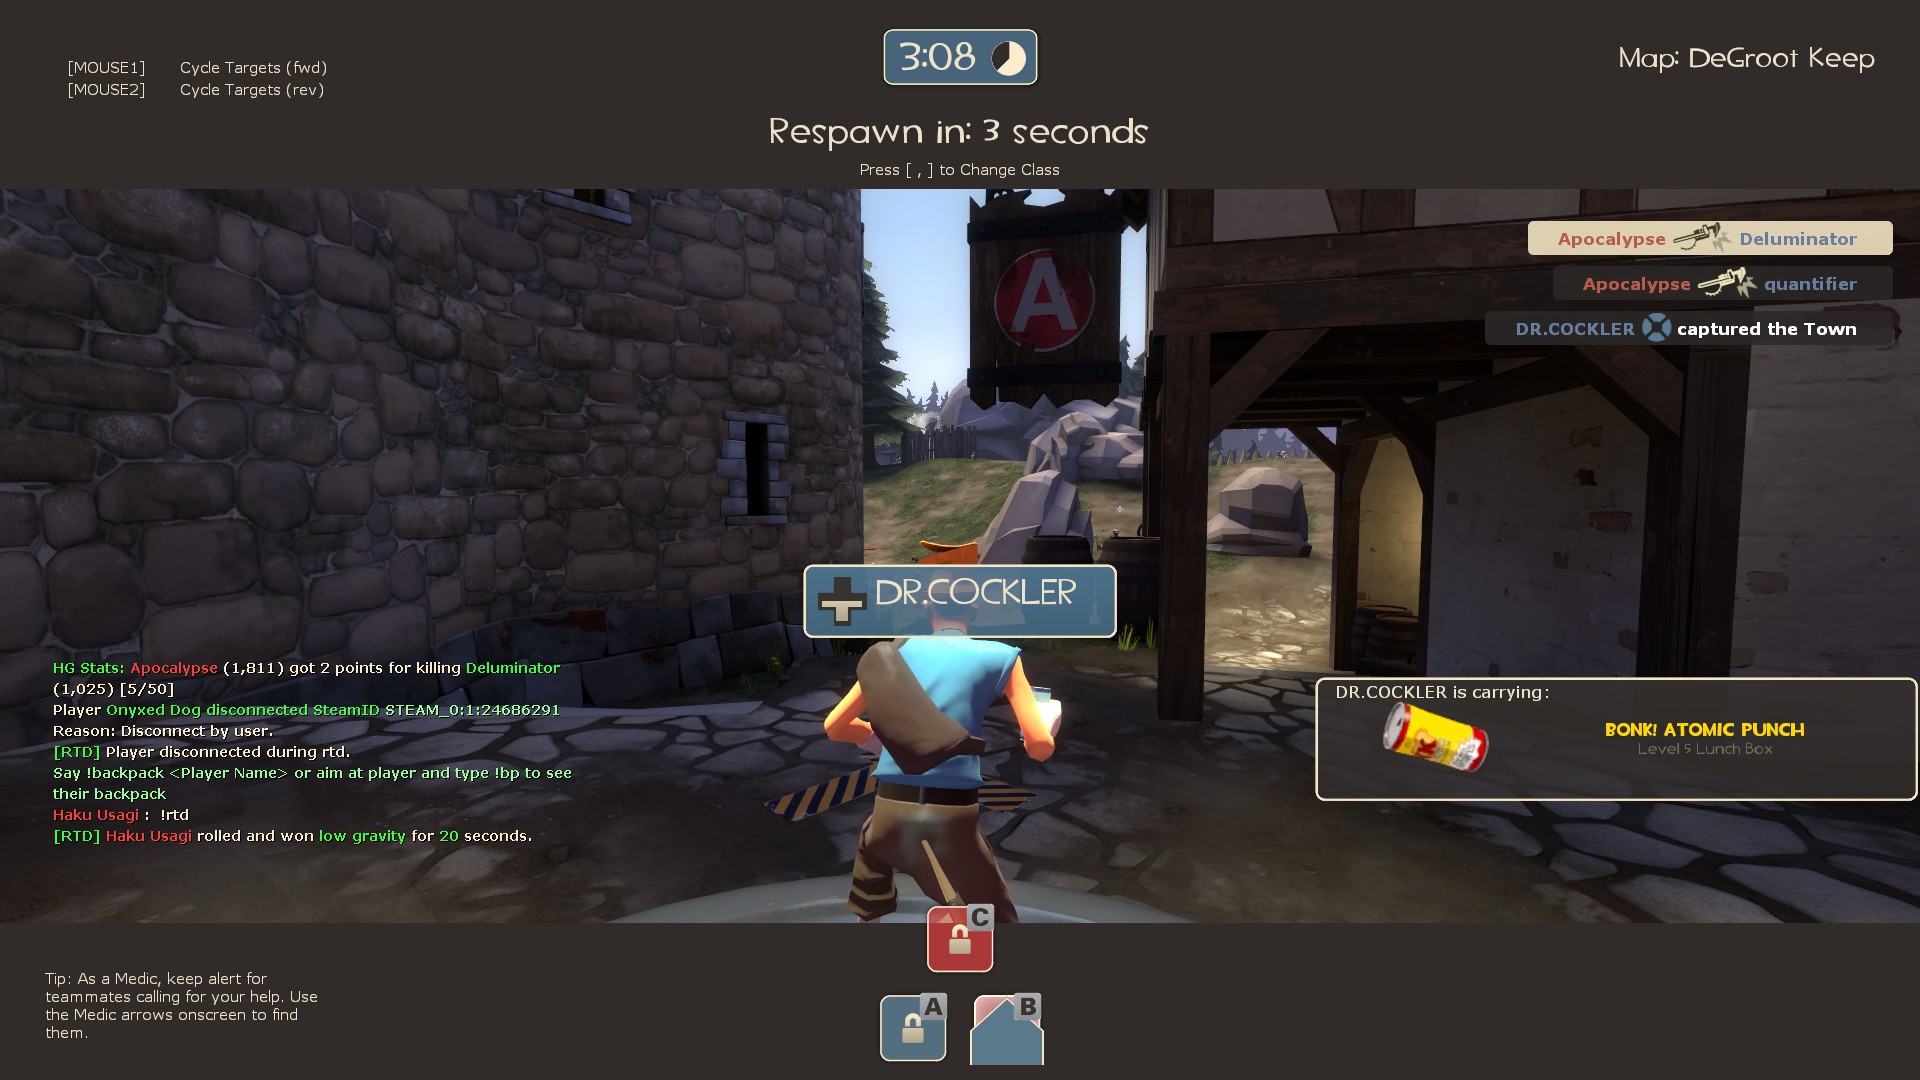 [MOUSE1] Cycle Targets (fwd)
[MOUSE2] Cycle Targets (rev)
3:08
Map: DeGroot Keep
Respawn in: 3 seconds
Press [ , ] to Change Class
A
Apocalypse Deluminator
Apocalypse quantifier
DR.COCKLER captured the Town
DR.COCKLER
HG Stats: Apocalypse (1,811) got 2 points for killing Deluminator
(1,025) [5/50]
Player Onyxed Dog disconnected SteamID STEAM_0:1:24686291
Reason: Disconnect by user.
[RTD] Player disconnected during rtd.
Say !backpack <Player Name> or aim at player and type !bp to see
their backpack
Haku Usagi : !rtd
[RTD] Haku Usagi rolled and won low gravity for 20 seconds.
DR.COCKLER is carrying:
BONK! ATOMIC PUNCH
Level 5 Lunch Box
C
A
B
Tip: As a Medic, keep alert for
teammates calling for your help. Use
the Medic arrows onscreen to find
them.